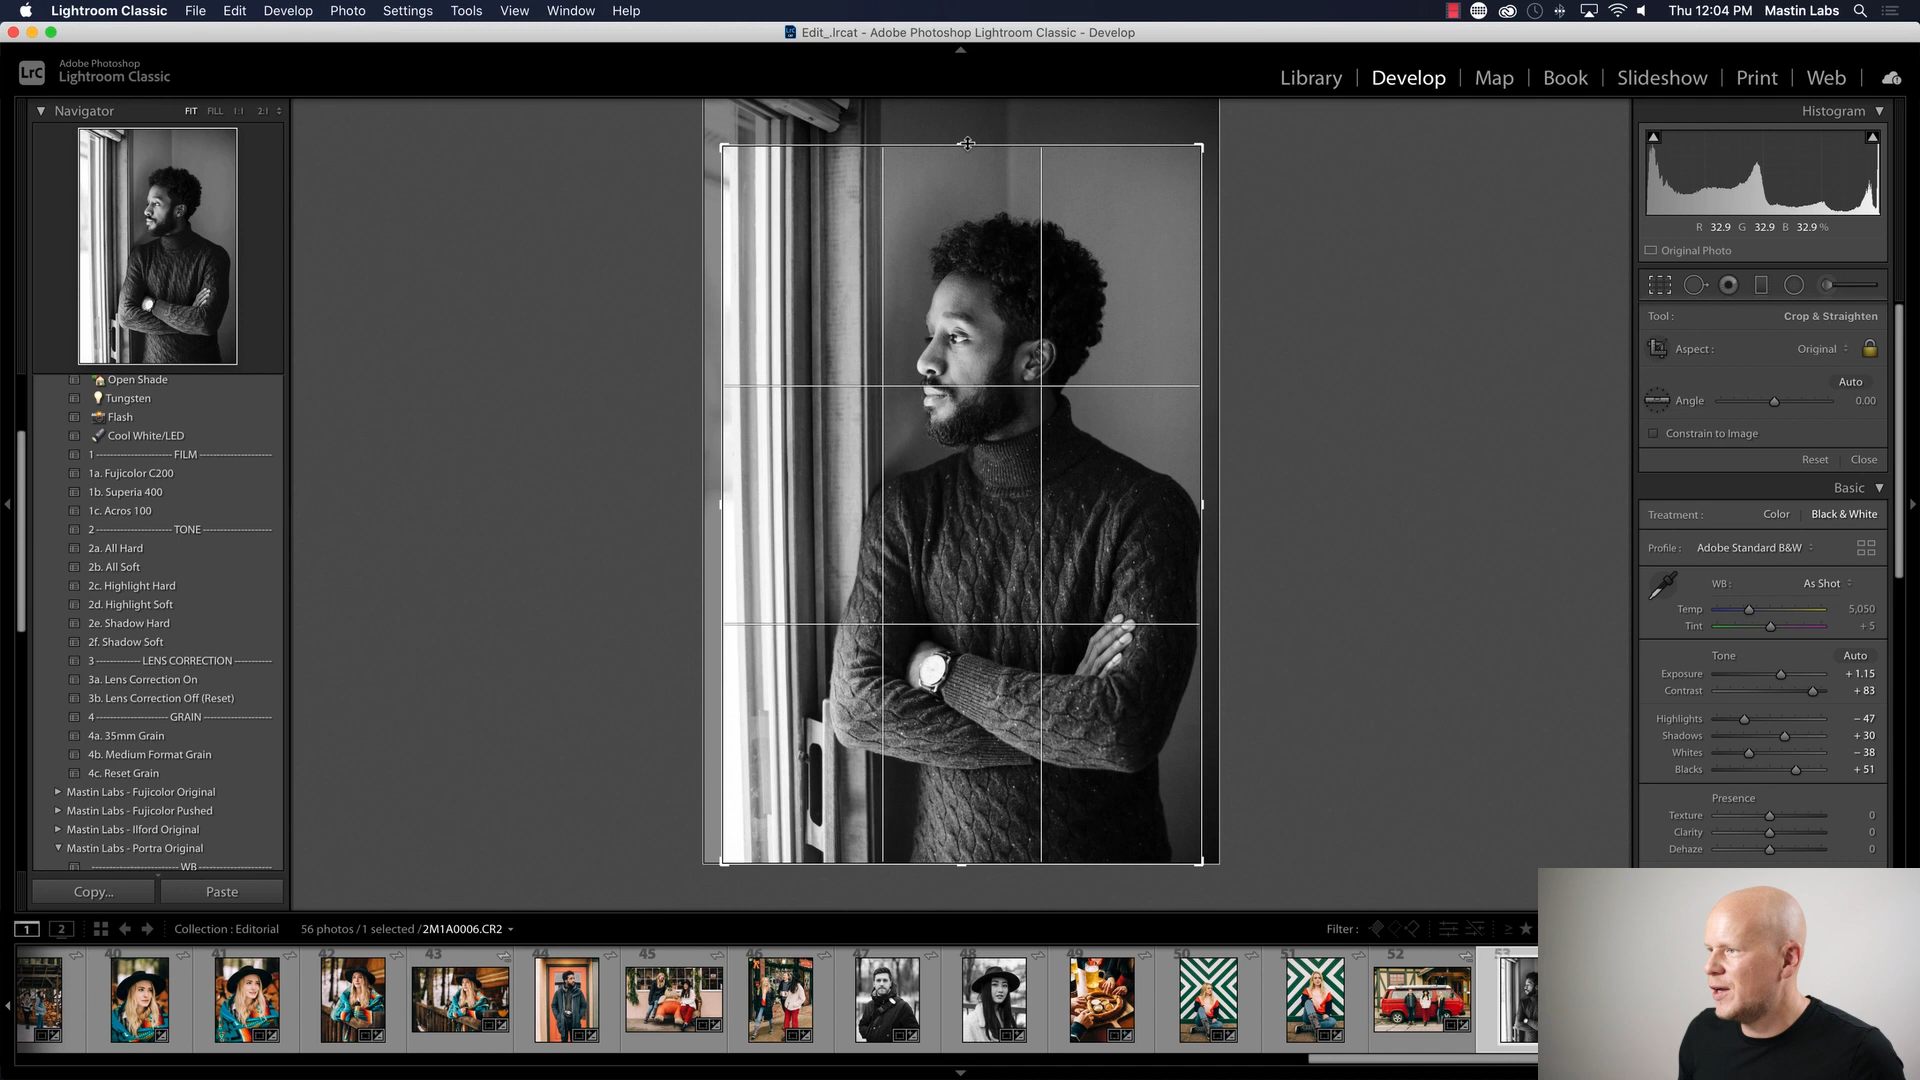 Lightroom Classic File Edit Develop Photo Settings Tools View Window Help Thu 12:04 PM Mastin Labs
Edit_.lrcat - Adobe Photoshop Lightroom Classic - Develop
LrC Adobe Photoshop
Lightroom Classic
Library | Develop | Map | Book | Slideshow | Print | Web
Navigator FIT FILL 1:1 2:1
Open Shade
Tungsten
Flash
Cool White/LED
1 ---------------------- FILM --------------------
1a. Fujicolor C200
1b. Superia 400
1c. Acros 100
2 ---------------------- TONE -------------------
2a. All Hard
2b. All Soft
2c. Highlight Hard
2d. Highlight Soft
2e. Shadow Hard
2f. Shadow Soft
3 ------------- LENS CORRECTION ----------
3a. Lens Correction On
3b. Lens Correction Off (Reset)
4 --------------------- GRAIN -------------------
4a. 35mm Grain
4b. Medium Format Grain
4c. Reset Grain
Mastin Labs - Fujicolor Original
Mastin Labs - Fujicolor Pushed
Mastin Labs - Ilford Original
Mastin Labs - Portra Original
---------------------- WB ---------------------
Copy... Paste
Histogram
R 32.9 G 32.9 B 32.9 %
Original Photo
Tool : Crop & Straighten
Aspect : Original
Auto
Angle 0.00
Constrain to Image
Reset | Close
Basic
Treatment : Color | Black & White
Profile : Adobe Standard B&W
WB : As Shot
Temp 5,050
Tint + 5
Tone Auto
Exposure + 1.15
Contrast + 83
Highlights − 47
Shadows + 30
Whites − 38
Blacks + 51
Presence
Texture 0
Clarity 0
Dehaze 0
1 2 Collection : Editorial 56 photos / 1 selected / 2M1A0006.CR2 Filter : ≥
40 41 42 43 44 45 46 47 48 49 50 51 52 53